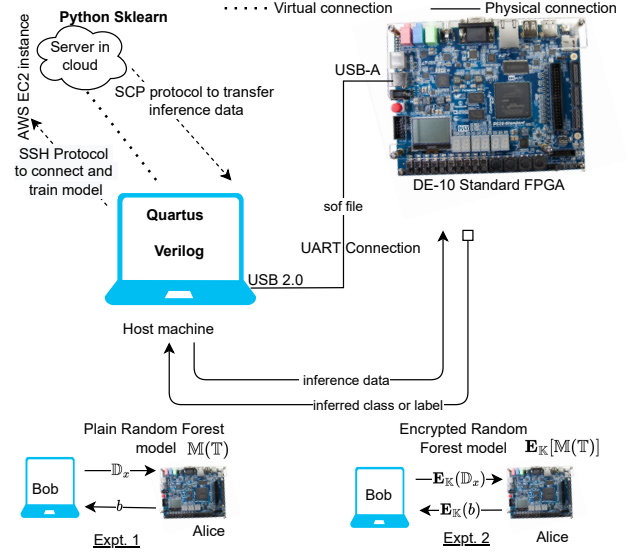 Python Sklearn
Virtual connection
Physical connection
Server in
cloud
AWS EC2 instance
USB-A
SCP protocol to transfer
inference data
SSH Protocol
to connect and
train model
DE-10 Standard FPGA
Quartus
Verilog
sof file
UART Connection
USB 2.0
Host machine
inference data
inferred class or label
Plain Random Forest
model 𝕄(𝕋)
Bob
𝔻ₓ
b
Alice
Expt. 1
Encrypted Random
Forest model 𝐄_𝕂[𝕄(𝕋)]
Bob
𝐄_𝕂(𝔻ₓ)
𝐄_𝕂(b)
Alice
Expt. 2